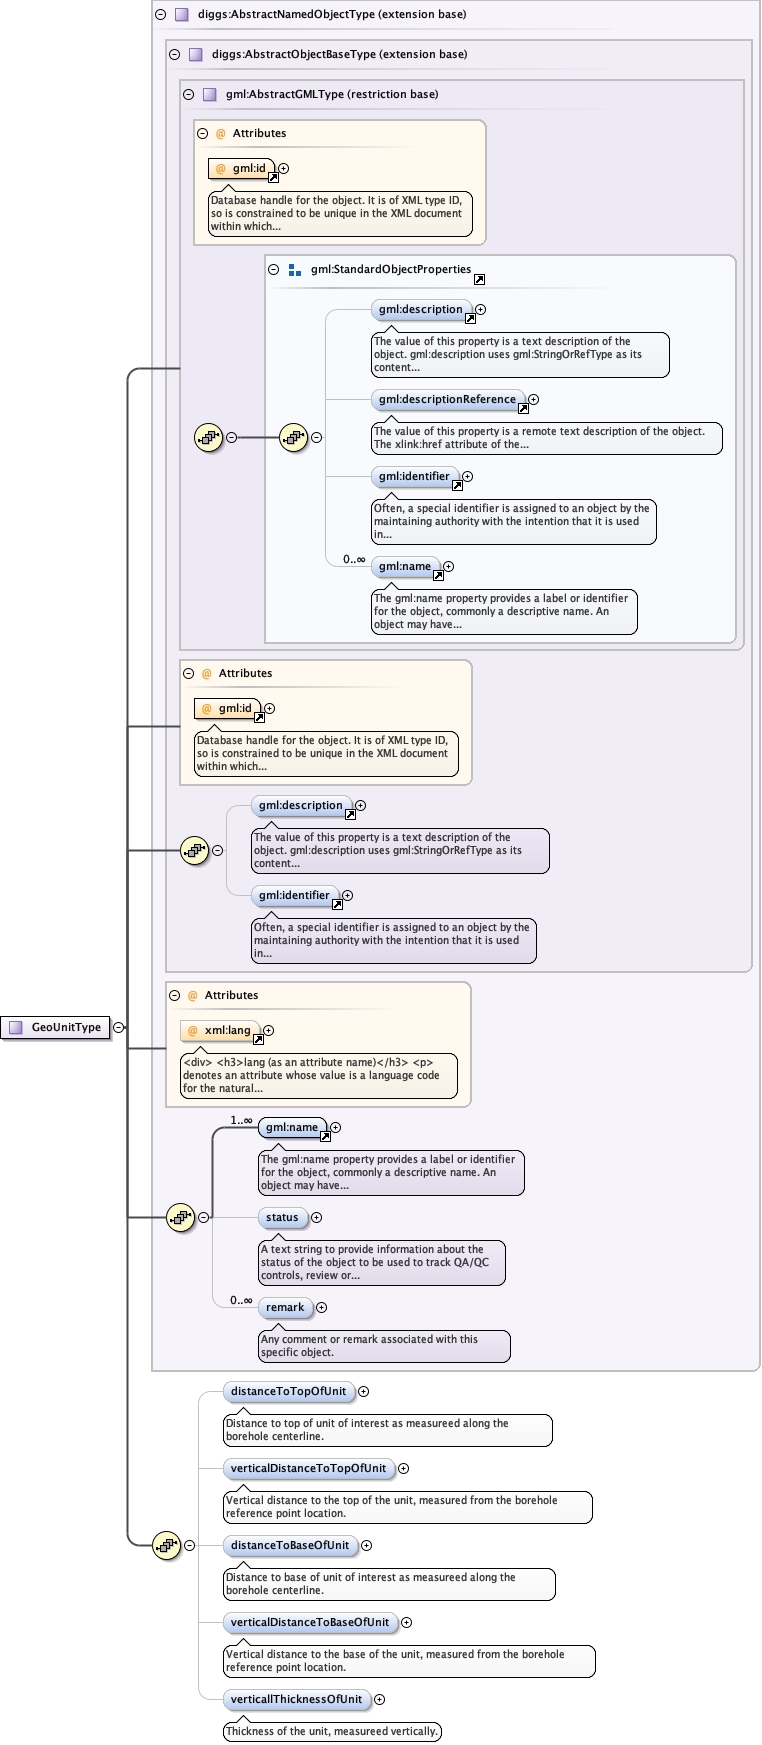 diggs:AbstractNamedObjectType (extension base)
diggs:AbstractObjectBaseType (extension base)
gml:AbstractGMLType (restriction base)
@ Attributes
@ gml:id
Database handle for the object. It is of XML type ID,
so is constrained to be unique in the XML document
within which...
gml:StandardObjectProperties
gml:description
The value of this property is a text description of the
object. gml:description uses gml:StringOrRefType as its
content...
gml:descriptionReference
The value of this property is a remote text description of the object.
The xlink:href attribute of the...
gml:identifier
Often, a special identifier is assigned to an object by the
maintaining authority with the intention that it is used
in...
0..∞
gml:name
The gml:name property provides a label or identifier
for the object, commonly a descriptive name. An
object may have...
@ Attributes
@ gml:id
Database handle for the object. It is of XML type ID,
so is constrained to be unique in the XML document
within which...
gml:description
The value of this property is a text description of the
object. gml:description uses gml:StringOrRefType as its
content...
gml:identifier
Often, a special identifier is assigned to an object by the
maintaining authority with the intention that it is used
in...
@ Attributes
GeoUnitType
@ xml:lang
<div> <h3>lang (as an attribute name)</h3> <p>
denotes an attribute whose value is a language code
for the natural...
1..∞
gml:name
The gml:name property provides a label or identifier
for the object, commonly a descriptive name. An
object may have...
status
A text string to provide information about the
status of the object to be used to track QA/QC
controls, review or...
0..∞
remark
Any comment or remark associated with this
specific object.
distanceToTopOfUnit
Distance to top of unit of interest as measureed along the
borehole centerline.
verticalDistanceToTopOfUnit
Vertical distance to the top of the unit, measured from the borehole
reference point location.
distanceToBaseOfUnit
Distance to base of unit of interest as measureed along the
borehole centerline.
verticalDistanceToBaseOfUnit
Vertical distance to the base of the unit, measured from the borehole
reference point location.
verticallThicknessOfUnit
Thickness of the unit, measureed vertically.